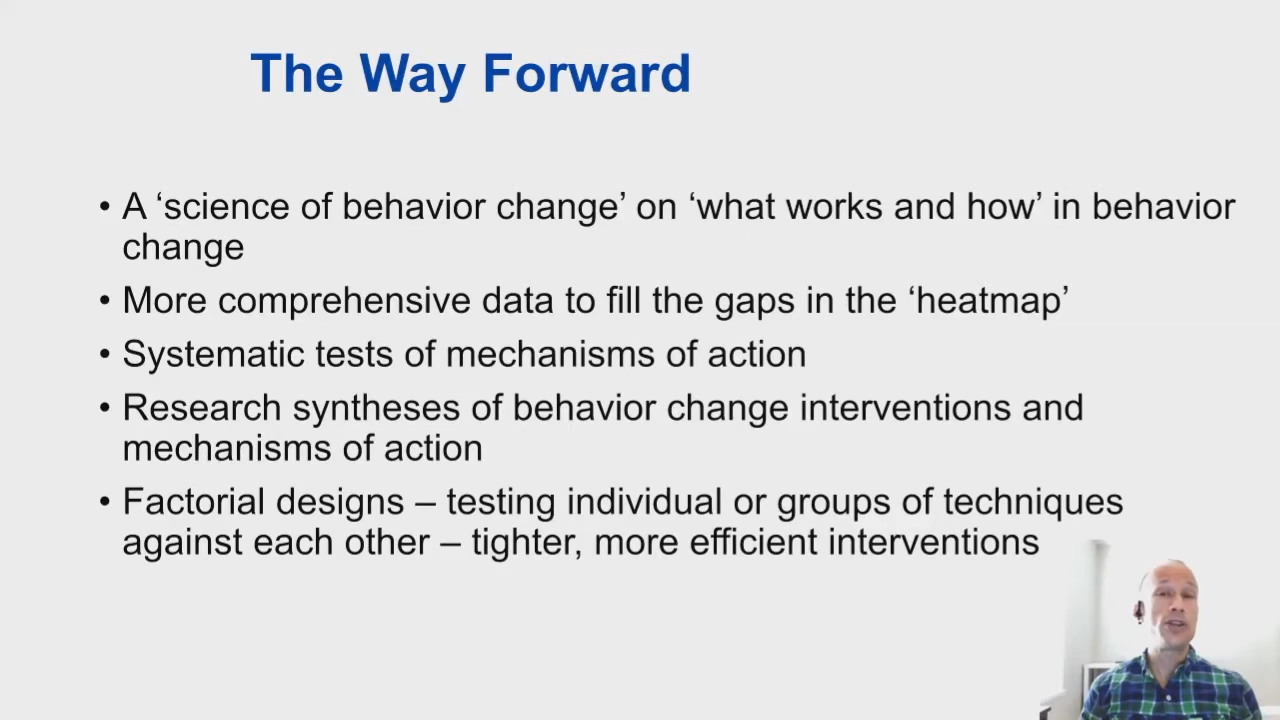 The Way Forward
• A ‘science of behavior change’ on ‘what works and how’ in behavior
change
• More comprehensive data to fill the gaps in the ‘heatmap’
• Systematic tests of mechanisms of action
• Research syntheses of behavior change interventions and
mechanisms of action
• Factorial designs – testing individual or groups of techniques
against each other – tighter, more efficient interventions